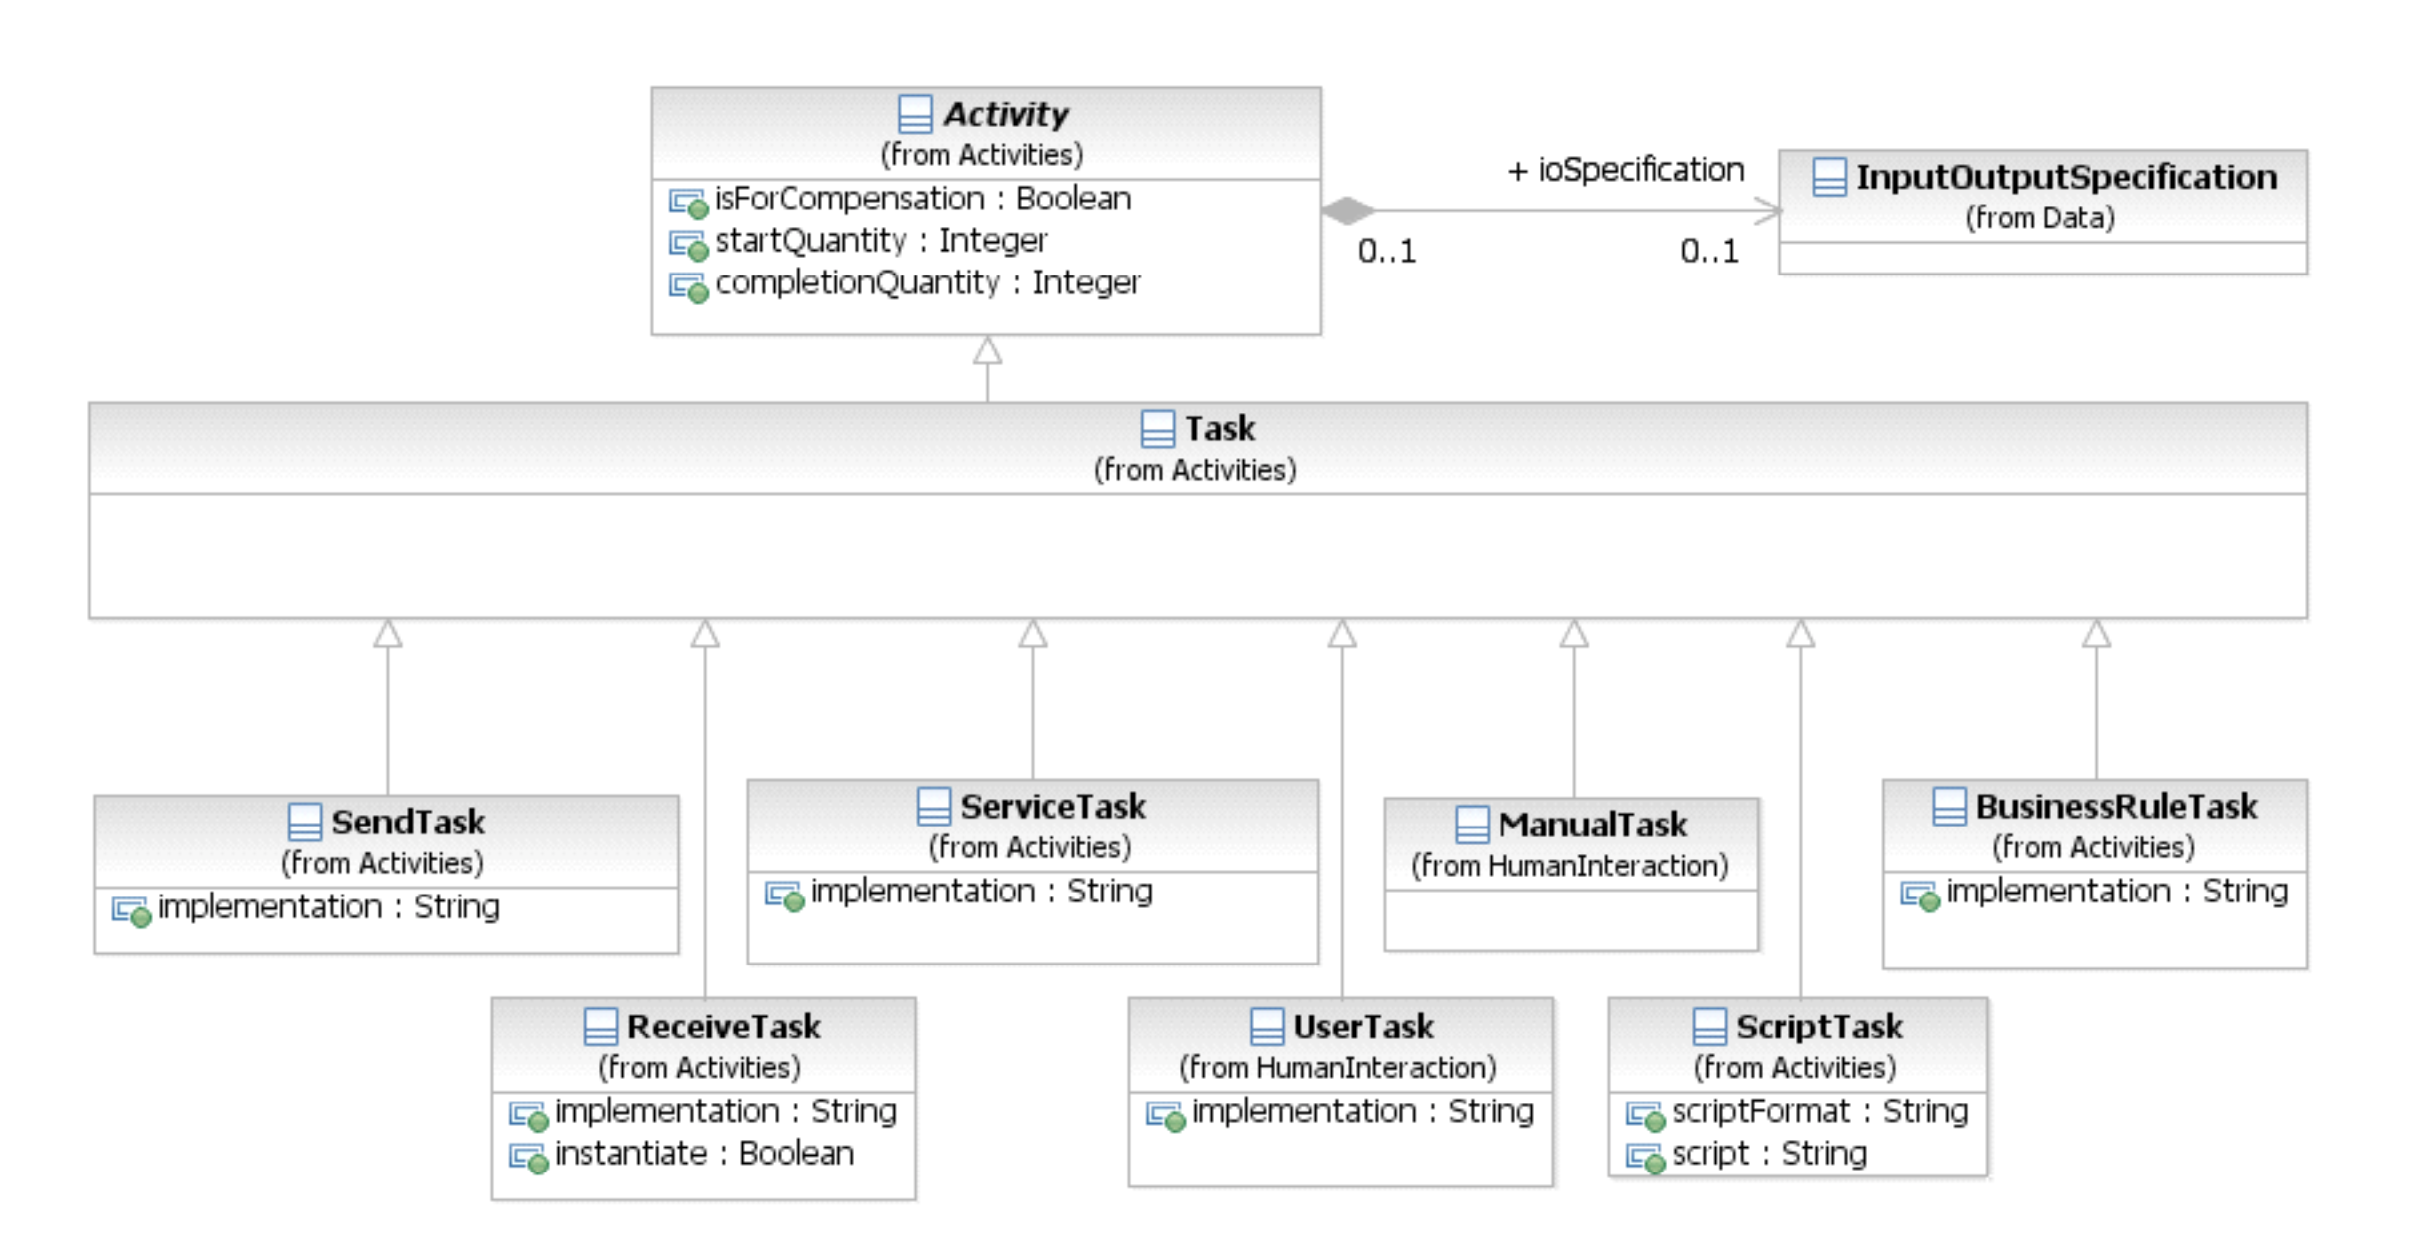 Activity
(from Activities)
isForCompensation : Boolean
startQuantity : Integer
completionQuantity : Integer
+ ioSpecification
0..1
0..1
InputOutputSpecification
(from Data)
Task
(from Activities)
SendTask
(from Activities)
implementation : String
ServiceTask
(from Activities)
implementation : String
ManualTask
(from HumanInteraction)
BusinessRuleTask
(from Activities)
implementation : String
ReceiveTask
(from Activities)
implementation : String
instantiate : Boolean
UserTask
(from HumanInteraction)
implementation : String
ScriptTask
(from Activities)
scriptFormat : String
script : String